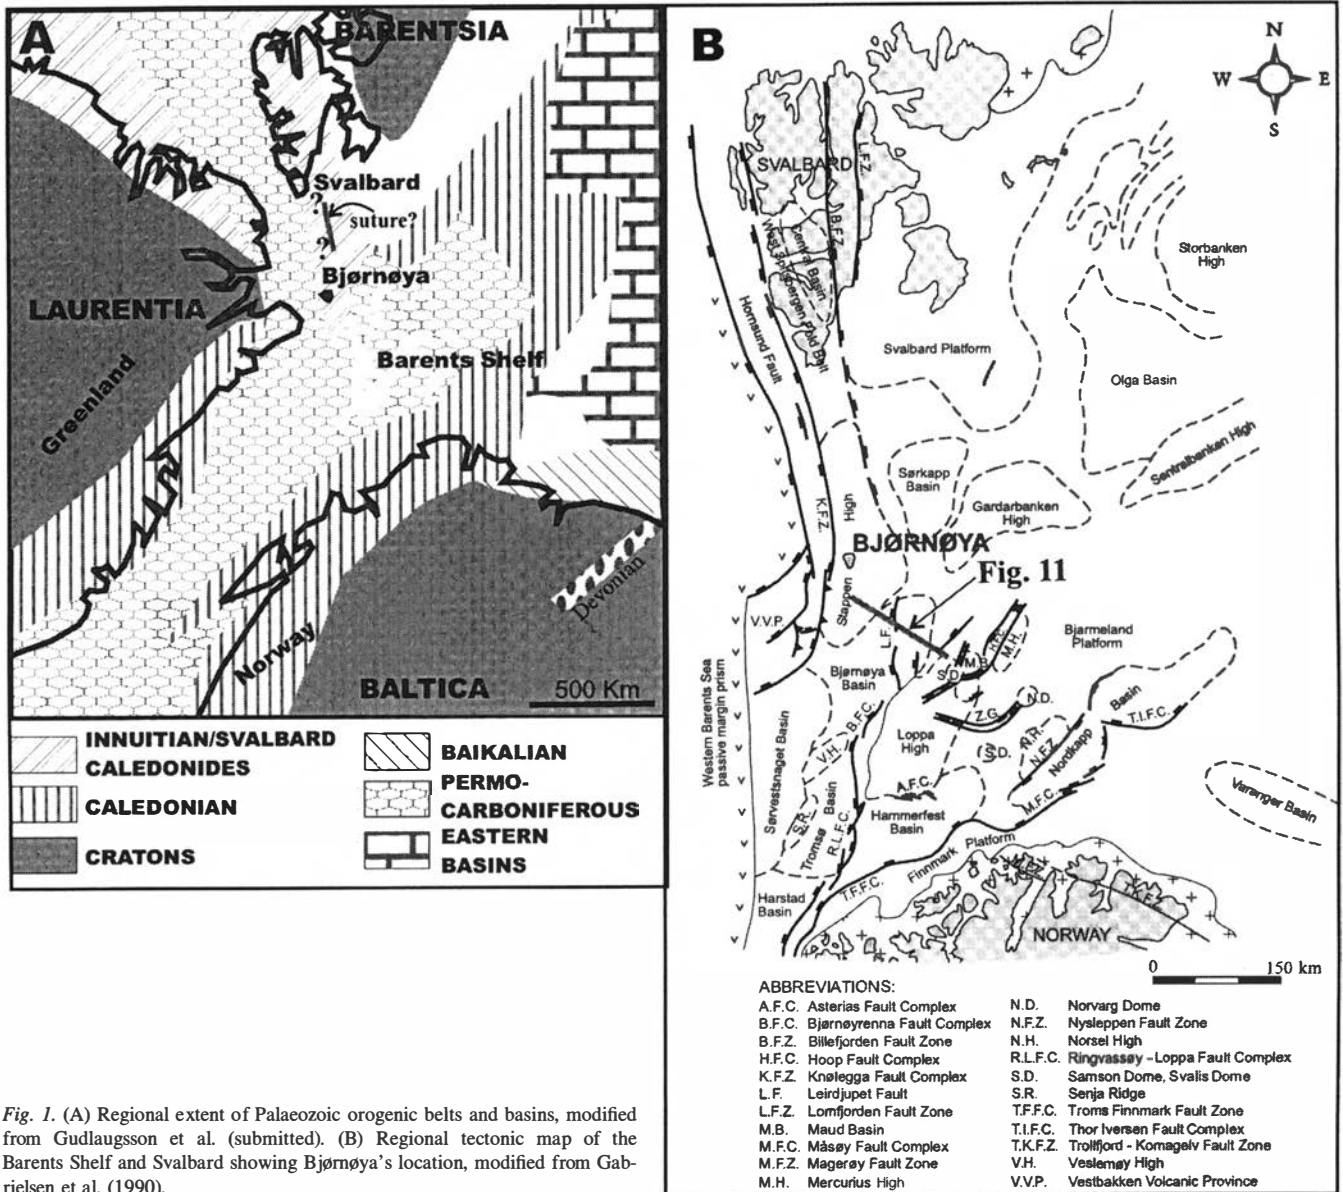 A
BARENTSIA
Svalbard
?
suture?
?
Bjørnøya
LAURENTIA
Barents Shelf
Greenland
Devonian
Norway
BALTICA
500 Km
INNUITIAN/SVALBARD
CALEDONIDES
CALEDONIAN
CRATONS
BAIKALIAN
PERMO-
CARBONIFEROUS
EASTERN
BASINS
B
N
W
E
S
SVALBARD
L.F.Z.
B.F.Z.
Central Basin
West Spitsbergen Fold Belt
Hornsund Fault
Storbanken
High
Svalbard Platform
Olga Basin
Sentralbanken High
Sørkapp
Basin
Gardarbanken
High
K.F.Z.
Stappen High
BJØRNØYA
Fig. 11
V.V.P.
L.F.
Bjarmeland
Platform
H.F.C.
M.H.
M.B.
S.D.
Bjørnøya
Basin
N.D.
Z.G.
Western Barents Sea
passive margin prism
Sørvestsnaget Basin
B.F.C.
V.H.
Loppa
High
S.D.
N.H.
N.F.Z.
Nordkapp Basin
T.I.F.C.
A.F.C.
M.F.C.
Hammerfest
Basin
S.R.
Tromsø Basin
R.L.F.C.
Varanger Basin
Finnmark Platform
T.F.F.C.
M.F.Z.
T.K.F.Z.
Harstad
Basin
NORWAY
0 150 km
ABBREVIATIONS:
A.F.C. Asterias Fault Complex
B.F.C. Bjørnøyrenna Fault Complex
B.F.Z. Billefjorden Fault Zone
H.F.C. Hoop Fault Complex
K.F.Z. Knølegga Fault Complex
L.F. Leirdjupet Fault
L.F.Z. Lomfjorden Fault Zone
M.B. Maud Basin
M.F.C. Måsøy Fault Complex
M.F.Z. Magerøy Fault Zone
M.H. Mercurius High
N.D. Norvarg Dome
N.F.Z. Nysleppen Fault Zone
N.H. Norsel High
R.L.F.C. Ringvassøy - Loppa Fault Complex
S.D. Samson Dome, Svalis Dome
S.R. Senja Ridge
T.F.F.C. Troms Finnmark Fault Zone
T.I.F.C. Thor Iversen Fault Complex
T.K.F.Z. Trollfjord - Komagelv Fault Zone
V.H. Veslemøy High
V.V.P. Vestbakken Volcanic Province
Fig. 1. (A) Regional extent of Palaeozoic orogenic belts and basins, modified
from Gudlaugsson et al. (submitted). (B) Regional tectonic map of the
Barents Shelf and Svalbard showing Bjørnøya's location, modified from Gab-
rielsen et al. (1990).